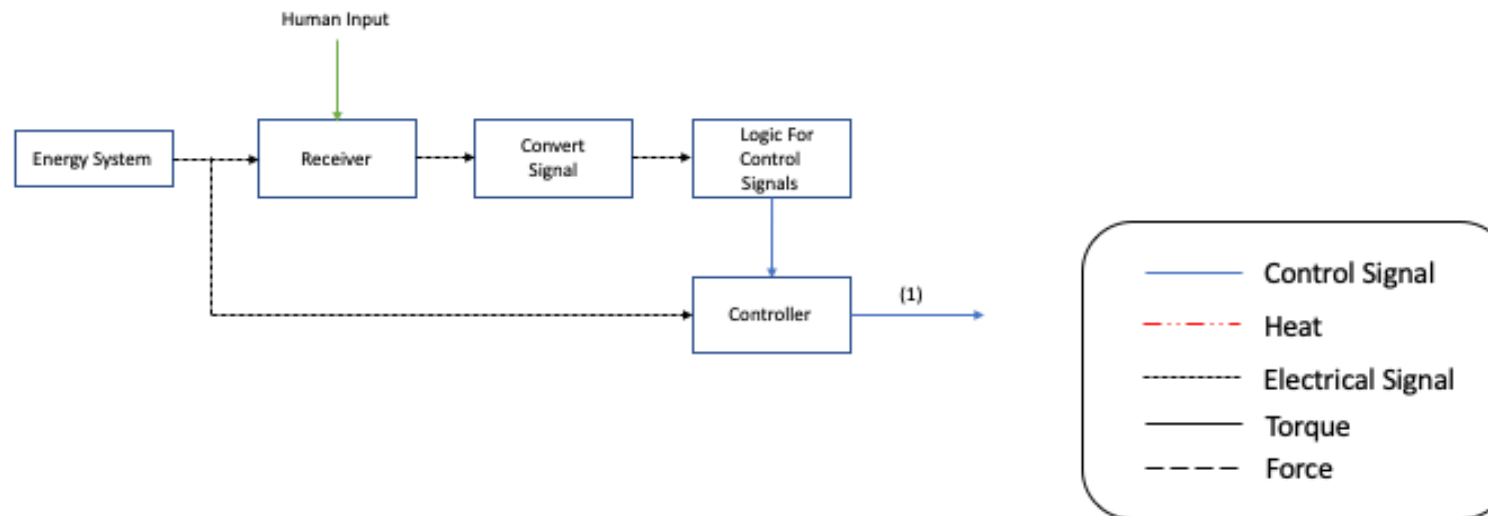 Human Input
Energy System
Receiver
Convert
Signal
Logic For
Control
Signals
Controller
(1)
Control Signal
Heat
Electrical Signal
Torque
Force